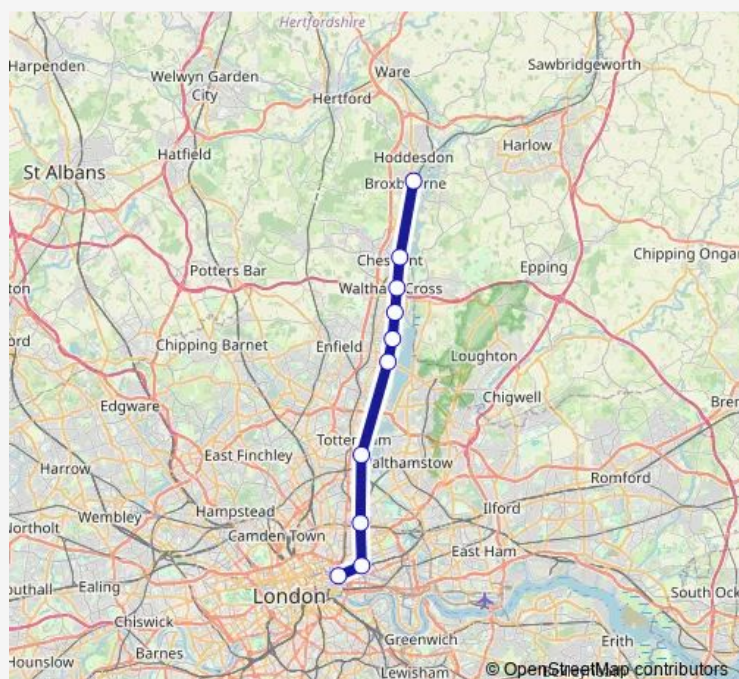 Hertfordshire
Harpenden
Ware
Sawbridgeworth
Welwyn Garden
City
Hertford
Hatfield
Harlow
Hoddesdon
St Albans
Broxbourne
Chipping Ongar
Cheshunt
Epping
Potters Bar
Waltham Cross
Chipping Barnet
Enfield
Loughton
Chigwell
Edgware
Tottenham
East Finchley
Walthamstow
Harrow
Romford
Hampstead
Ilford
Northolt
Wembley
Camden Town
East Ham
Ealing
South Ock
London
Chiswick
Greenwich
Barnes
Erith
Hounslow
Lewisham
© OpenStreetMap contributors